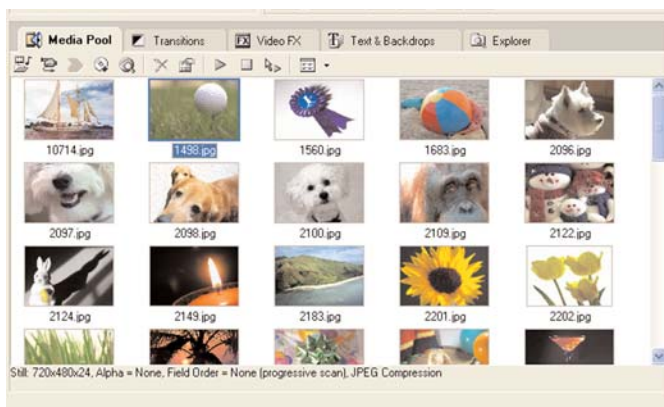 Media Pool Transitions Video FX Text & Backdrops Explorer
10714.jpg 1498.jpg 1560.jpg 1683.jpg 2096.jpg
2097.jpg 2098.jpg 2100.jpg 2109.jpg 2122.jpg
2124.jpg 2149.jpg 2183.jpg 2201.jpg 2202.jpg
Still: 720x480x24, Alpha = None, Field Order = None (progressive scan), JPEG Compression